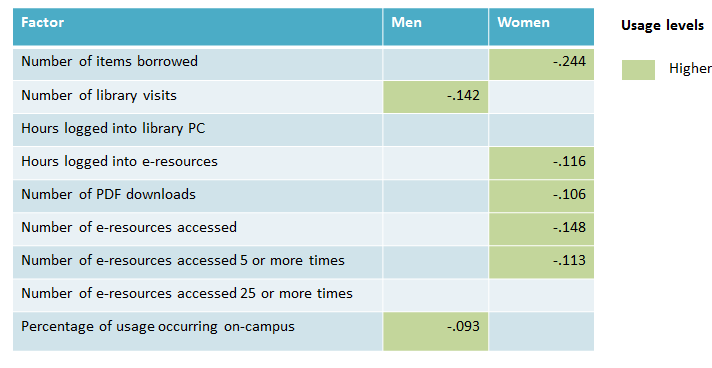 Factor Men Women
Number of items borrowed -.244
Number of library visits -.142
Hours logged into library PC
Hours logged into e-resources -.116
Number of PDF downloads -.106
Number of e-resources accessed -.148
Number of e-resources accessed 5 or more times -.113
Number of e-resources accessed 25 or more times
Percentage of usage occurring on-campus -.093
Usage levels
Higher